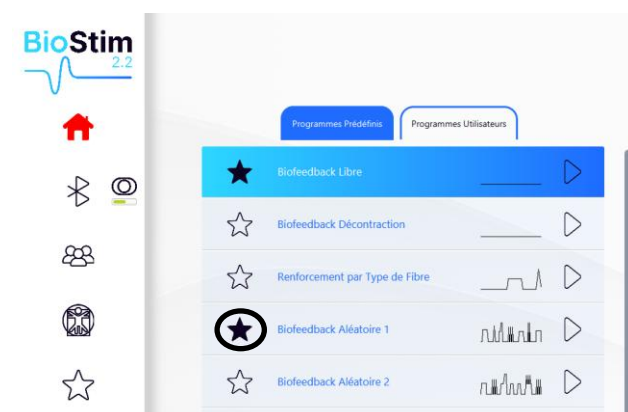 BioStim
2.2
Programmes Prédéfinis
Programmes Utilisateurs
Biofeedback Libre
Biofeedback Décontraction
Renforcement par Type de Fibre
Biofeedback Aléatoire 1
Biofeedback Aléatoire 2